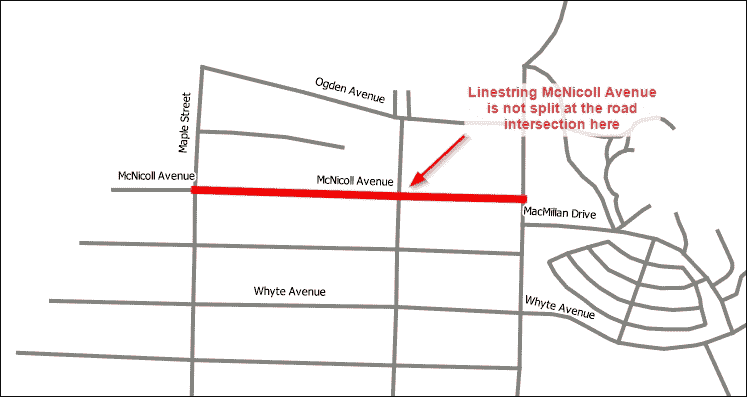 Ogden Avenue
Linestring McNicoll Avenue
is not split at the road
intersection here
Maple Street
McNicoll Avenue
McNicoll Avenue
MacMillan Drive
Whyte Avenue
Whyte Avenue